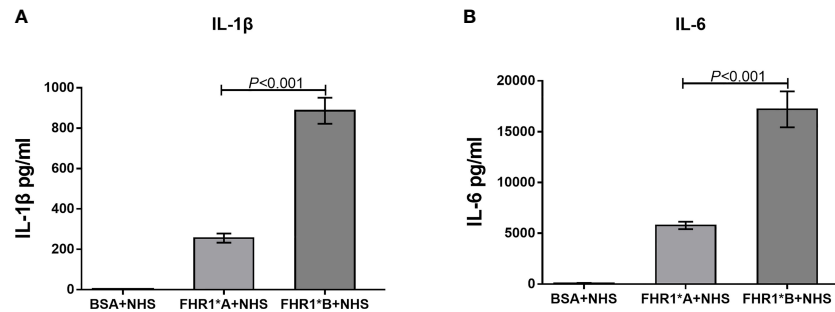 A
IL-1β
P<0.001
1000
800
600
400
200
0
IL-1β pg/ml
BSA+NHS
FHR1*A+NHS
FHR1*B+NHS
B
IL-6
P<0.001
20000
15000
10000
5000
0
IL-6 pg/ml
BSA+NHS
FHR1*A+NHS
FHR1*B+NHS